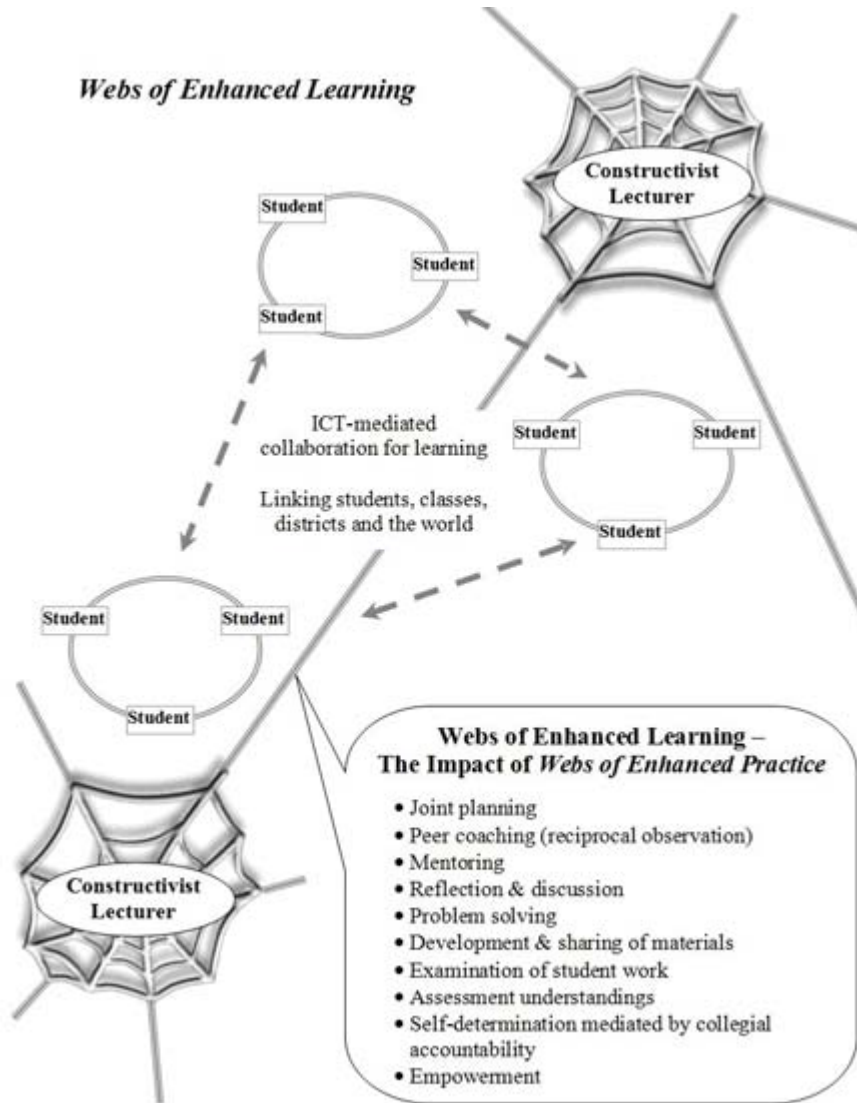 Webs of Enhanced Learning
Constructivist
Lecturer
Student
Student
Student
ICT-mediated
collaboration for learning
Linking students, classes,
districts and the world
Student
Student
Student
Student
Student
Student
Constructivist
Lecturer
Webs of Enhanced Learning –
The Impact of Webs of Enhanced Practice
• Joint planning
• Peer coaching (reciprocal observation)
• Mentoring
• Reflection & discussion
• Problem solving
• Development & sharing of materials
• Examination of student work
• Assessment understandings
• Self-determination mediated by collegial
accountability
• Empowerment